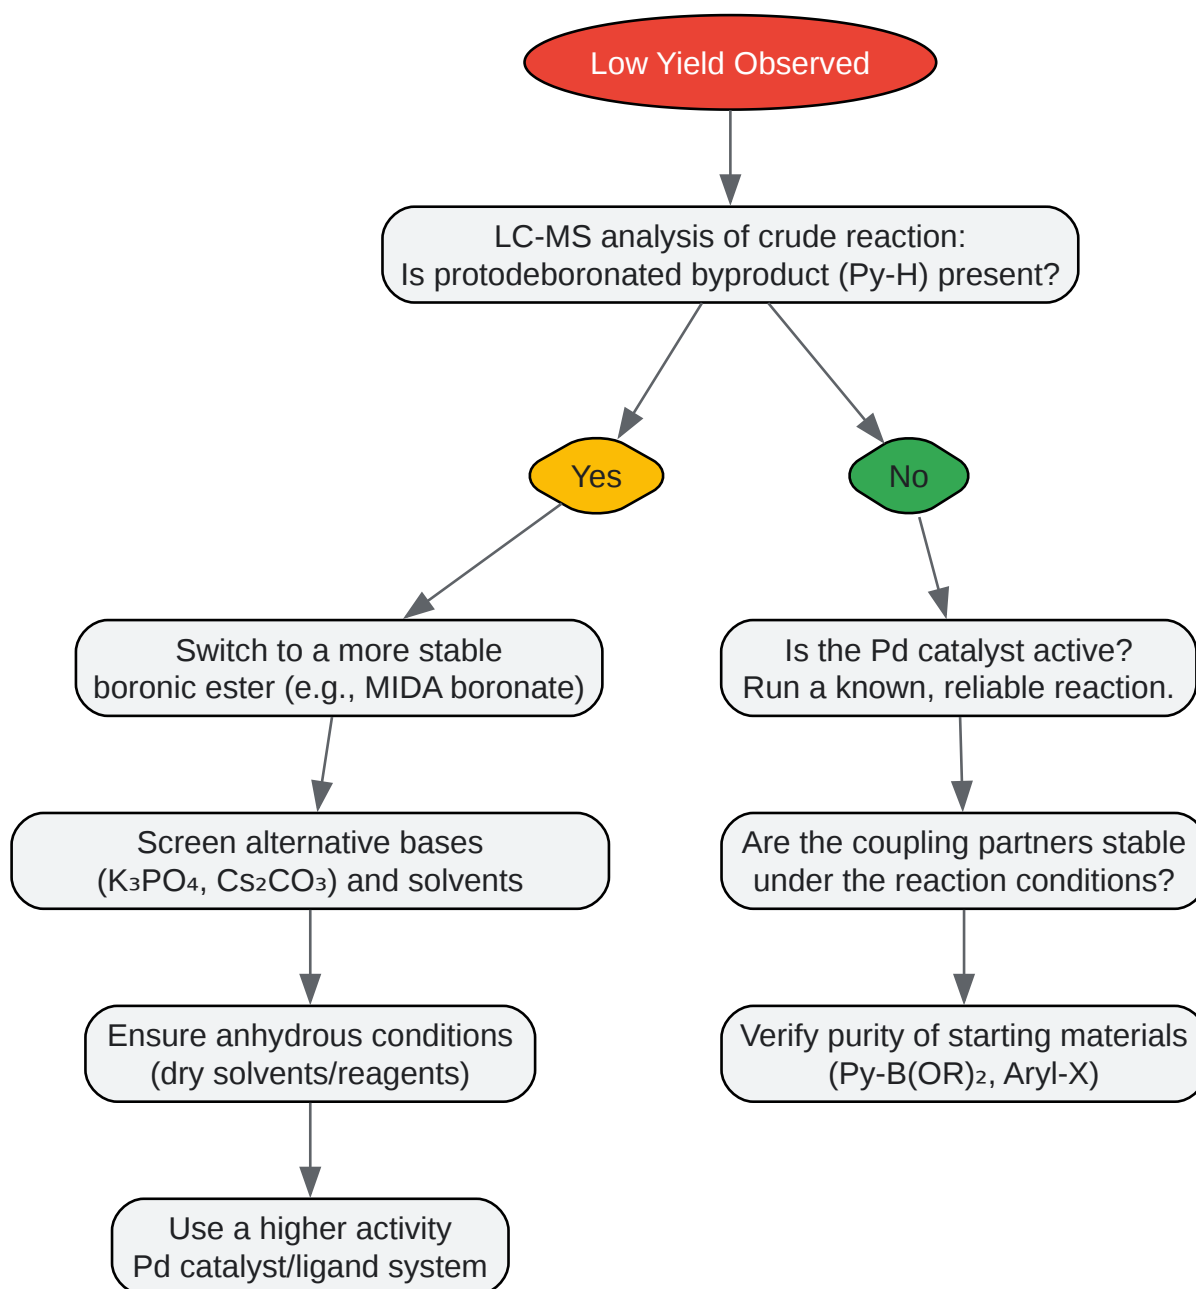 Low Yield Observed
LC-MS analysis of crude reaction:
Is protodeboronated byproduct (Py-H) present?
Yes
No
Switch to a more stable
boronic ester (e.g., MIDA boronate)
Is the Pd catalyst active?
Run a known, reliable reaction.
Screen alternative bases
(K₃PO₄, Cs₂CO₃) and solvents
Are the coupling partners stable
under the reaction conditions?
Ensure anhydrous conditions
(dry solvents/reagents)
Verify purity of starting materials
(Py-B(OR)₂, Aryl-X)
Use a higher activity
Pd catalyst/ligand system